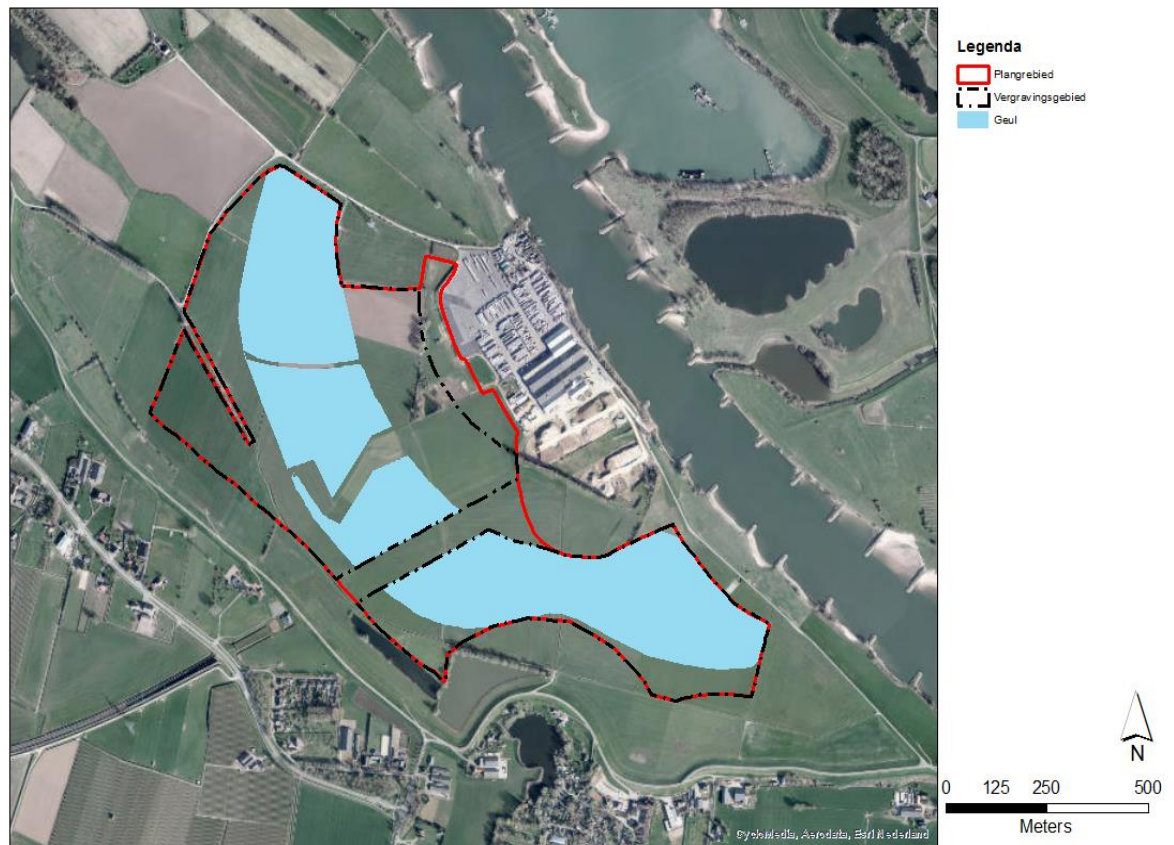 Legenda
Plangrebied
Vergravingsgebied
Geul
N
0 125 250 500
Meters
CycloMedia, Aerodata, Esri Nederland